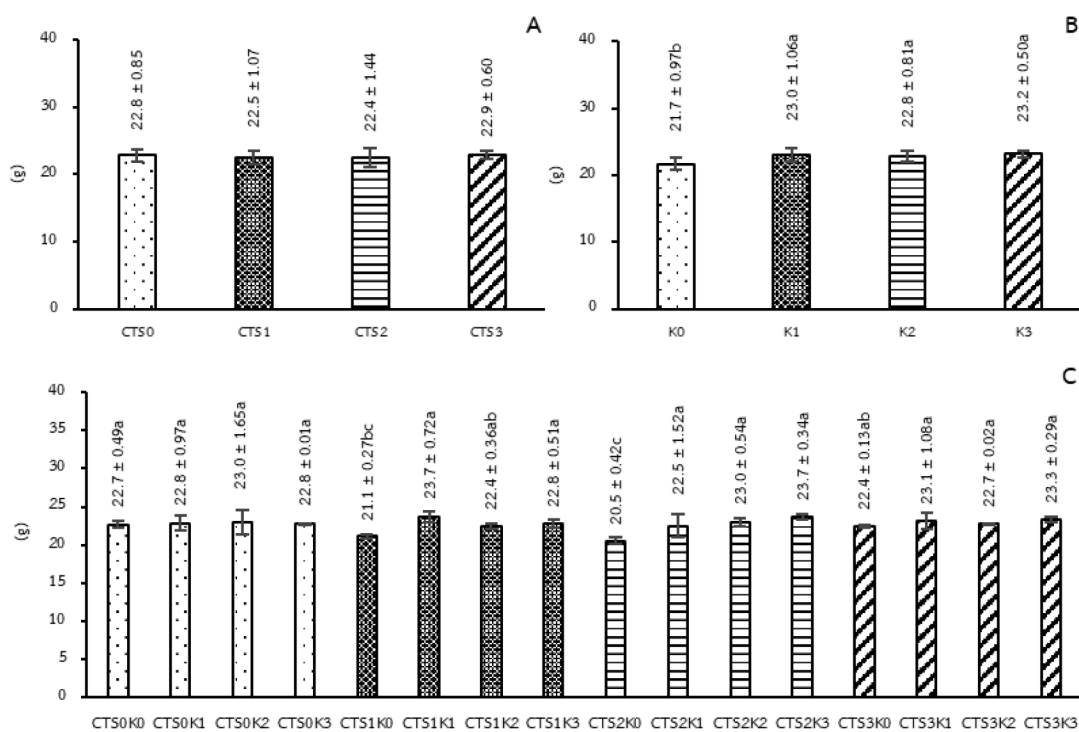 A
40
30
20
10
0
(g)
22.8 ± 0.85
22.5 ± 1.07
22.4 ± 1.44
22.9 ± 0.60
CTS0 CTS1 CTS2 CTS3
B
40
30
20
10
0
(g)
21.7 ± 0.97b
23.0 ± 1.06a
22.8 ± 0.81a
23.2 ± 0.50a
K0 K1 K2 K3
C
40
35
30
25
20
15
10
5
0
(g)
22.7 ± 0.49a
22.8 ± 0.97a
23.0 ± 1.65a
22.8 ± 0.01a
21.1 ± 0.27bc
23.7 ± 0.72a
22.4 ± 0.36ab
22.8 ± 0.51a
20.5 ± 0.42c
22.5 ± 1.52a
23.0 ± 0.54a
23.7 ± 0.34a
22.4 ± 0.13ab
23.1 ± 1.08a
22.7 ± 0.02a
23.3 ± 0.29a
CTS0K0 CTS0K1 CTS0K2 CTS0K3 CTS1K0 CTS1K1 CTS1K2 CTS1K3 CTS2K0 CTS2K1 CTS2K2 CTS2K3 CTS3K0 CTS3K1 CTS3K2 CTS3K3